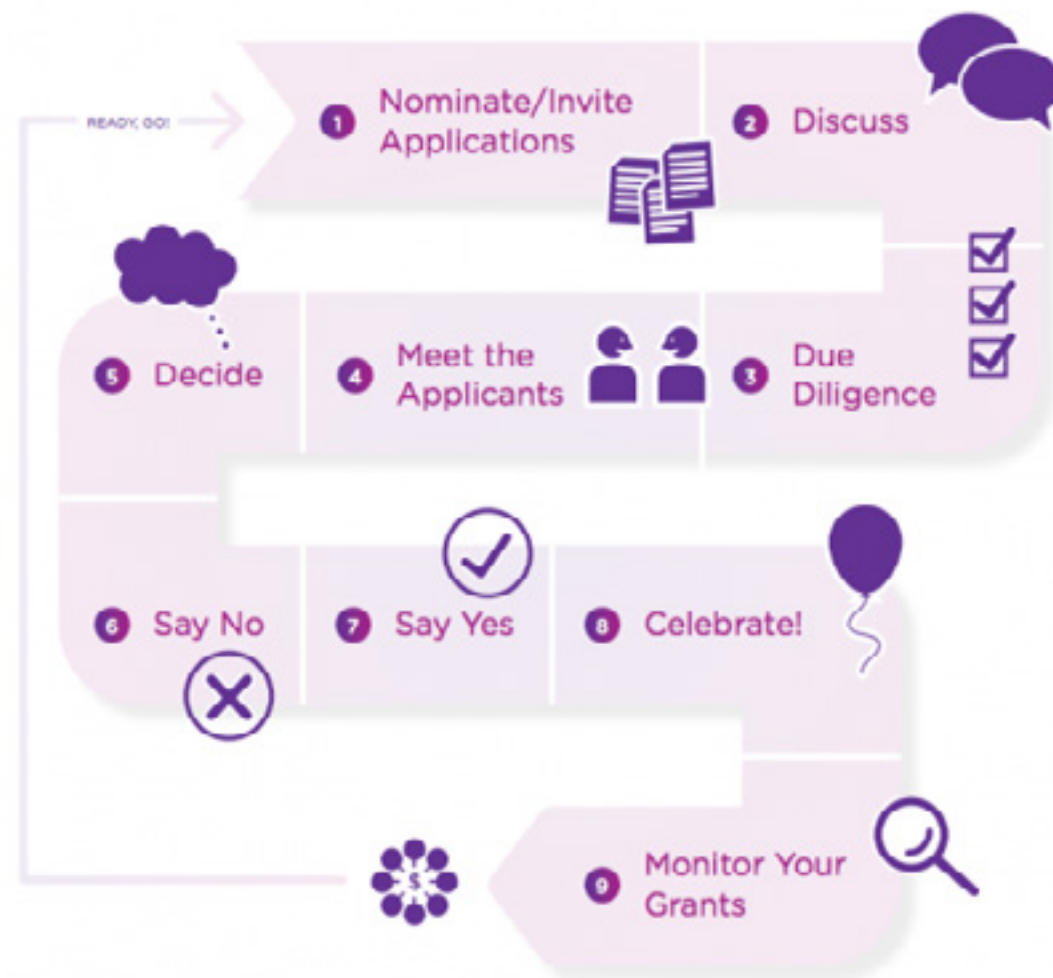 READY, GO!
1 Nominate/Invite
Applications
2 Discuss
3 Due
Diligence
4 Meet the
Applicants
5 Decide
6 Say No
7 Say Yes
8 Celebrate!
9 Monitor Your
Grants
$